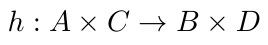 h : A × C → B × D